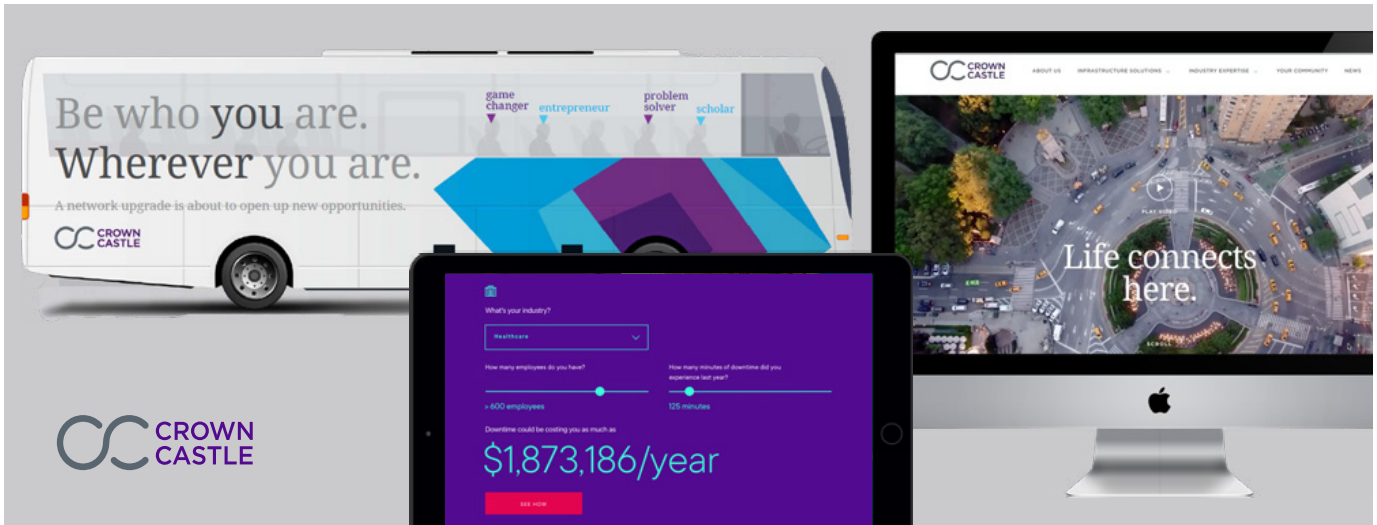 Be who you are.
Wherever you are.
A network upgrade is about to open up new opportunities.
CROWN
CASTLE
game
changer
entrepreneur
problem
solver
scholar
CROWN
CASTLE
ABOUT US
INFRASTRUCTURE SOLUTIONS
INDUSTRY EXPERTISE
YOUR COMMUNITY
NEWS
PLAY VIDEO
Life connects
here.
SCROLL
What's your industry?
Healthcare
How many employees do you have?
> 600 employees
How many minutes of downtime did you
experience last year?
125 minutes
Downtime could be costing you as much as
$1,873,186/year
SEE HOW
CROWN
CASTLE